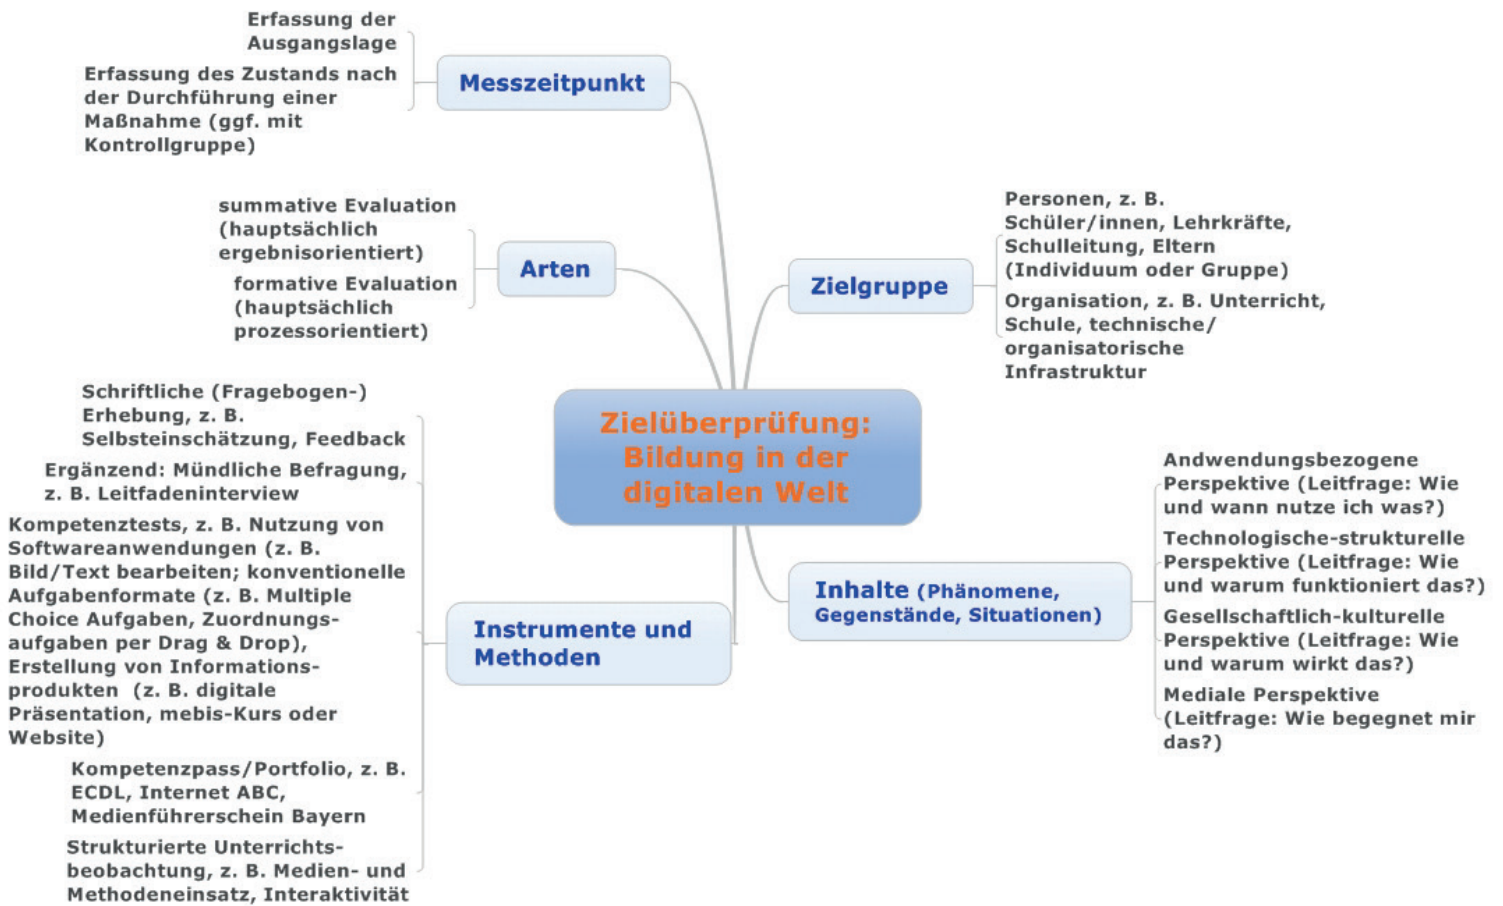 Erfassung der
Ausgangslage
Erfassung des Zustands nach
der Durchführung einer
Maßnahme (ggf. mit
Kontrollgruppe)
Messzeitpunkt
summative Evaluation
(hauptsächlich
ergebnisorientiert)
formative Evaluation
(hauptsächlich
prozessorientiert)
Arten
Schriftliche (Fragebogen-)
Erhebung, z. B.
Selbsteinschätzung, Feedback
Ergänzend: Mündliche Befragung,
z. B. Leitfadeninterview
Kompetenztests, z. B. Nutzung von
Softwareanwendungen (z. B.
Bild/Text bearbeiten; konventionelle
Aufgabenformate (z. B. Multiple
Choice Aufgaben, Zuordnungs-
aufgaben per Drag & Drop),
Erstellung von Informations-
produkten (z. B. digitale
Präsentation, mebis-Kurs oder
Website)
Kompetenzpass/Portfolio, z. B.
ECDL, Internet ABC,
Medienführerschein Bayern
Strukturierte Unterrichts-
beobachtung, z. B. Medien- und
Methodeneinsatz, Interaktivität
Instrumente und
Methoden
Zielüberprüfung:
Bildung in der
digitalen Welt
Zielgruppe
Personen, z. B.
Schüler/innen, Lehrkräfte,
Schulleitung, Eltern
(Individuum oder Gruppe)
Organisation, z. B. Unterricht,
Schule, technische/
organisatorische
Infrastruktur
Inhalte (Phänomene,
Gegenstände, Situationen)
Andwendungsbezogene
Perspektive (Leitfrage: Wie
und wann nutze ich was?)
Technologische-strukturelle
Perspektive (Leitfrage: Wie
und warum funktioniert das?)
Gesellschaftlich-kulturelle
Perspektive (Leitfrage: Wie
und warum wirkt das?)
Mediale Perspektive
(Leitfrage: Wie begegnet mir
das?)